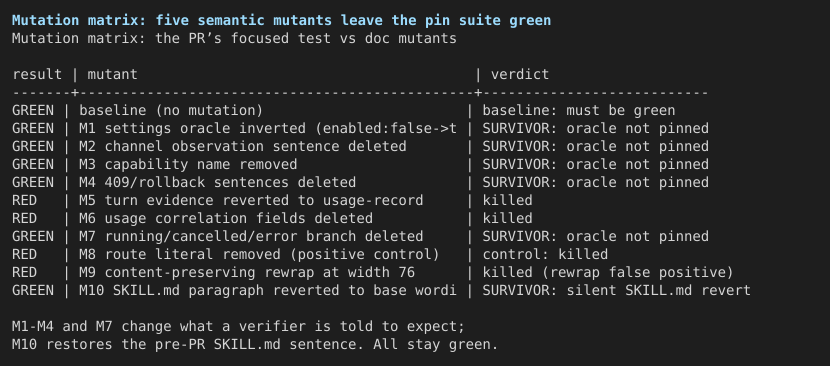 Mutation matrix: five semantic mutants leave the pin suite green
Mutation matrix: the PR’s focused test vs doc mutants
result | mutant                                          | verdict
-------+-------------------------------------------------+----------------------------
GREEN  | baseline (no mutation)                         | baseline: must be green
GREEN  | M1 settings oracle inverted (enabled:false->t  | SURVIVOR: oracle not pinned
GREEN  | M2 channel observation sentence deleted        | SURVIVOR: oracle not pinned
GREEN  | M3 capability name removed                     | SURVIVOR: oracle not pinned
GREEN  | M4 409/rollback sentences deleted              | SURVIVOR: oracle not pinned
RED    | M5 turn evidence reverted to usage-record      | killed
RED    | M6 usage correlation fields deleted            | killed
GREEN  | M7 running/cancelled/error branch deleted      | SURVIVOR: oracle not pinned
RED    | M8 route literal removed (positive control)    | control: killed
RED    | M9 content-preserving rewrap at width 76       | killed (rewrap false positive)
GREEN  | M10 SKILL.md paragraph reverted to base wordi  | SURVIVOR: silent SKILL.md revert
M1-M4 and M7 change what a verifier is told to expect;
M10 restores the pre-PR SKILL.md sentence. All stay green.